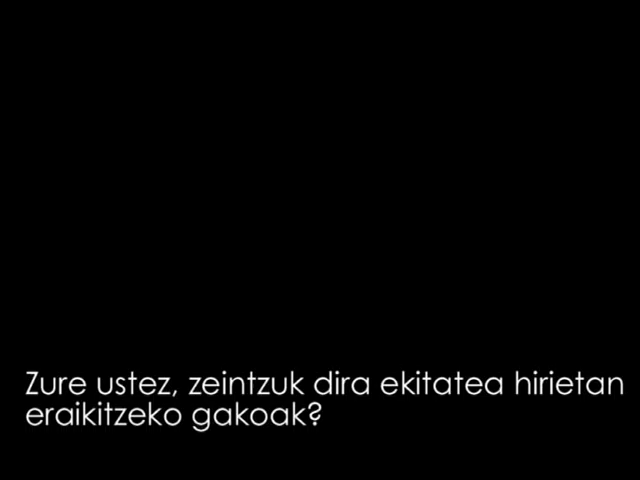 Zure ustez, zeintzuk dira ekitatea hirietan
eraikitzeko gakoak?